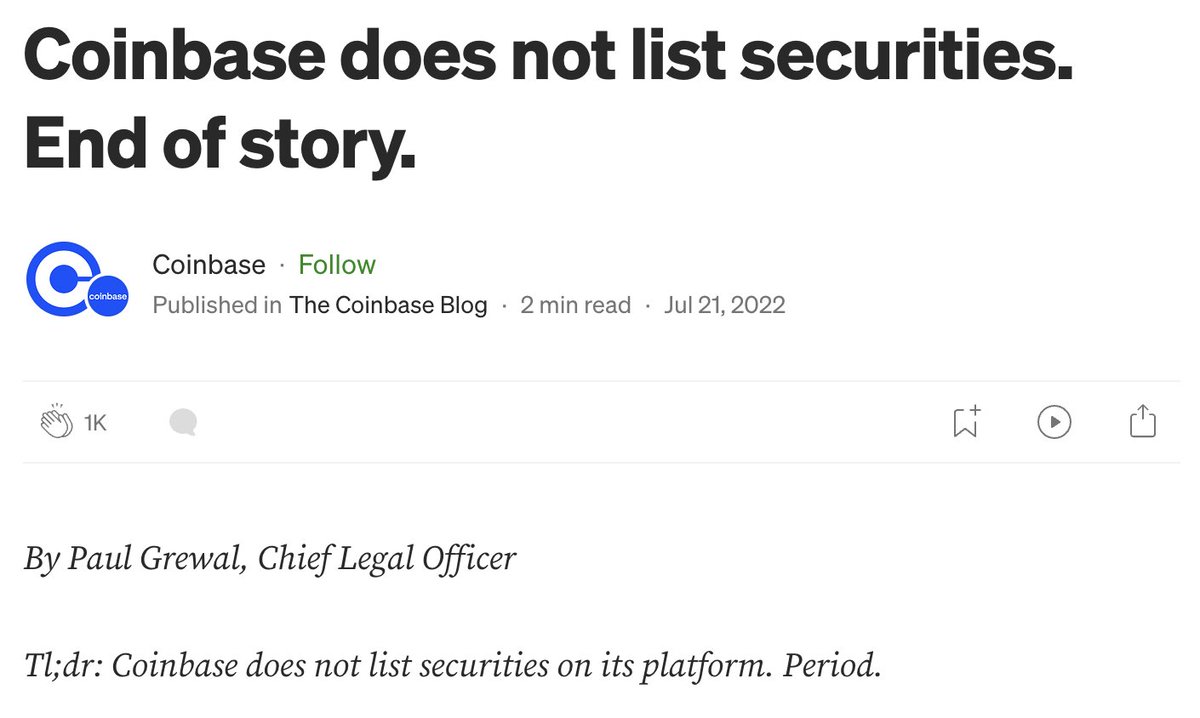 Coinbase does not list securities.
End of story.
Coinbase · Follow
coinbase
Published in The Coinbase Blog · 2 min read · Jul 21, 2022
1K
By Paul Grewal, Chief Legal Officer
Tl;dr: Coinbase does not list securities on its platform. Period.